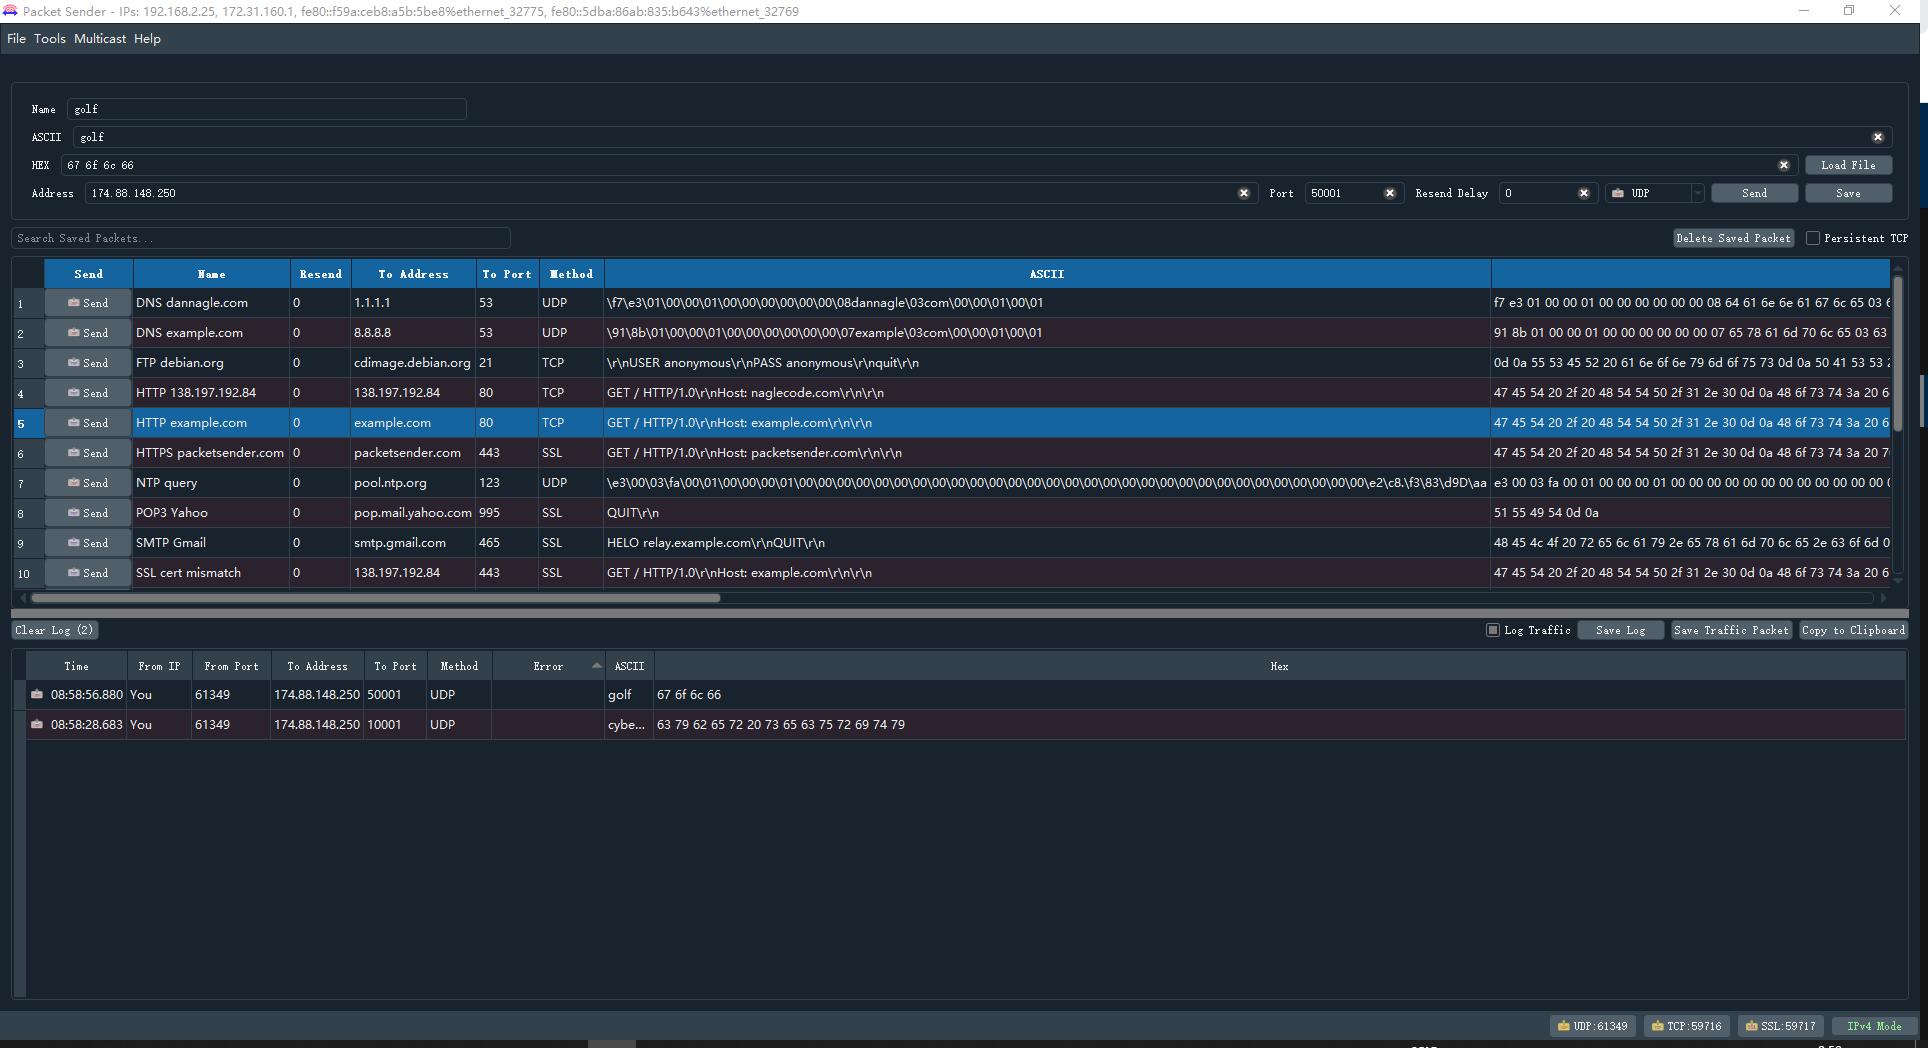 Packet Sender - IPs: 192.168.2.25, 172.31.160.1, fe80::f59a:ceb8:a5b:5be8%ethernet_32775, fe80::5dba:86ab:835:b643%ethernet_32769
File Tools Multicast Help
Name golf
ASCII golf
HEX 67 6f 6c 66 Load File
Address 174.88.148.250 Port 50001 Resend Delay 0 UDP Send Save
Search Saved Packets... Delete Saved Packet Persistent TCP
Send Name Resend To Address To Port Method ASCII
1 Send DNS dannagle.com 0 1.1.1.1 53 UDP \f7\e3\01\00\00\01\00\00\00\00\00\00\08dannagle\03com\00\00\01\00\01 f7 e3 01 00 00 01 00 00 00 00 00 00 08 64 61 6e 6e 61 67 6c 65 03 6
2 Send DNS example.com 0 8.8.8.8 53 UDP \91\8b\01\00\00\01\00\00\00\00\00\00\07example\03com\00\00\01\00\01 91 8b 01 00 00 01 00 00 00 00 00 00 07 65 78 61 6d 70 6c 65 03 63
3 Send FTP debian.org 0 cdimage.debian.org 21 TCP \r\nUSER anonymous\r\nPASS anonymous\r\nquit\r\n 0d 0a 55 53 45 52 20 61 6e 6f 6e 79 6d 6f 75 73 0d 0a 50 41 53 53 2
4 Send HTTP 138.197.192.84 0 138.197.192.84 80 TCP GET / HTTP/1.0\r\nHost: naglecode.com\r\n\r\n 47 45 54 20 2f 20 48 54 54 50 2f 31 2e 30 0d 0a 48 6f 73 74 3a 20 6
5 Send HTTP example.com 0 example.com 80 TCP GET / HTTP/1.0\r\nHost: example.com\r\n\r\n 47 45 54 20 2f 20 48 54 54 50 2f 31 2e 30 0d 0a 48 6f 73 74 3a 20 6
6 Send HTTPS packetsender.com 0 packetsender.com 443 SSL GET / HTTP/1.0\r\nHost: packetsender.com\r\n\r\n 47 45 54 20 2f 20 48 54 54 50 2f 31 2e 30 0d 0a 48 6f 73 74 3a 20 7
7 Send NTP query 0 pool.ntp.org 123 UDP \e3\00\03\fa\00\01\00\00\00\01\00\00\00\00\00\00\00\00\00\00\00\00\00\00\00\00\00\00\00\00\00\00\00\00\00\00\00\00\00\00\e2\c8.\f3\83\d9D\aa e3 00 03 fa 00 01 00 00 00 01 00 00 00 00 00 00 00 00 00 00 00 00
8 Send POP3 Yahoo 0 pop.mail.yahoo.com 995 SSL QUIT\r\n 51 55 49 54 0d 0a
9 Send SMTP Gmail 0 smtp.gmail.com 465 SSL HELO relay.example.com\r\nQUIT\r\n 48 45 4c 4f 20 72 65 6c 61 79 2e 65 78 61 6d 70 6c 65 2e 63 6f 6d 0
10 Send SSL cert mismatch 0 138.197.192.84 443 SSL GET / HTTP/1.0\r\nHost: example.com\r\n\r\n 47 45 54 20 2f 20 48 54 54 50 2f 31 2e 30 0d 0a 48 6f 73 74 3a 20 6
Clear Log (2) Log Traffic Save Log Save Traffic Packet Copy to Clipboard
Time From IP From Port To Address To Port Method Error ASCII Hex
08:58:56.880 You 61349 174.88.148.250 50001 UDP golf 67 6f 6c 66
08:58:28.683 You 61349 174.88.148.250 10001 UDP cybe... 63 79 62 65 72 20 73 65 63 75 72 69 74 79
UDP:61349 TCP:59716 SSL:59717 IPv4 Mode